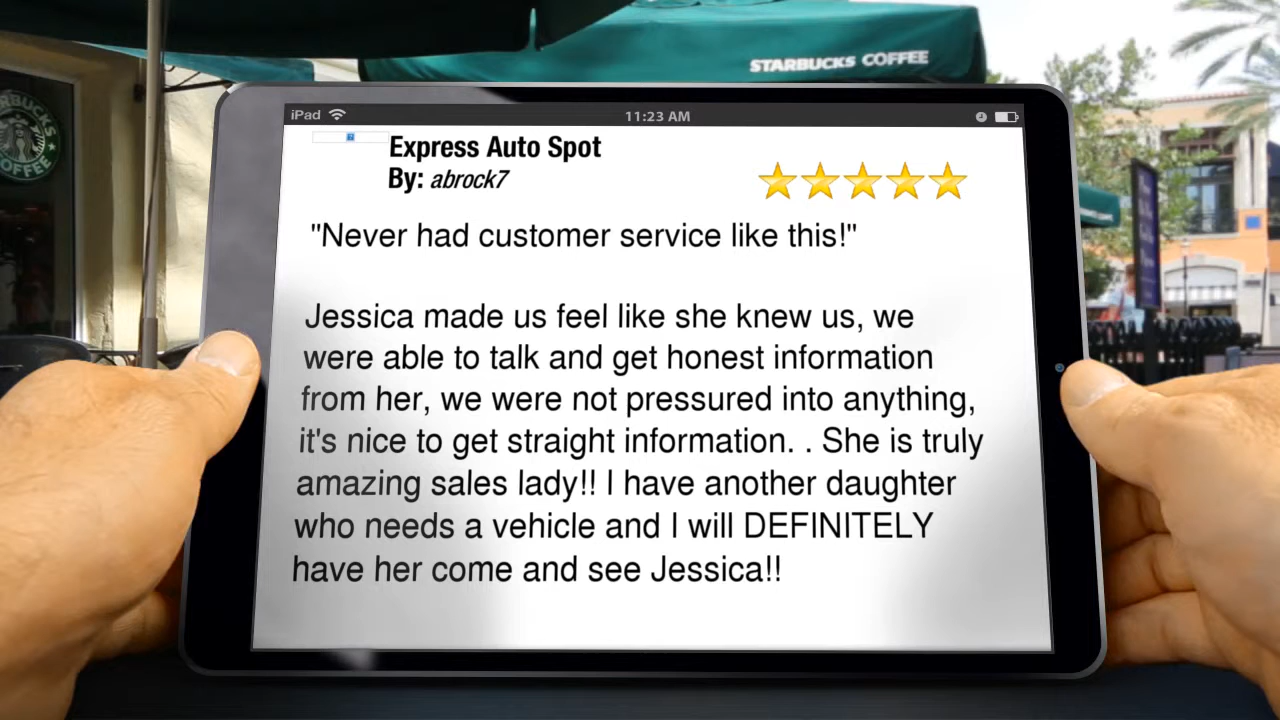 STARBUCKS COFFEE
iPad
11:23 AM
Express Auto Spot
By: abrock7
"Never had customer service like this!"
Jessica made us feel like she knew us, we
were able to talk and get honest information
from her, we were not pressured into anything,
it's nice to get straight information. . She is truly
amazing sales lady!! I have another daughter
who needs a vehicle and I will DEFINITELY
have her come and see Jessica!!
COFFEE